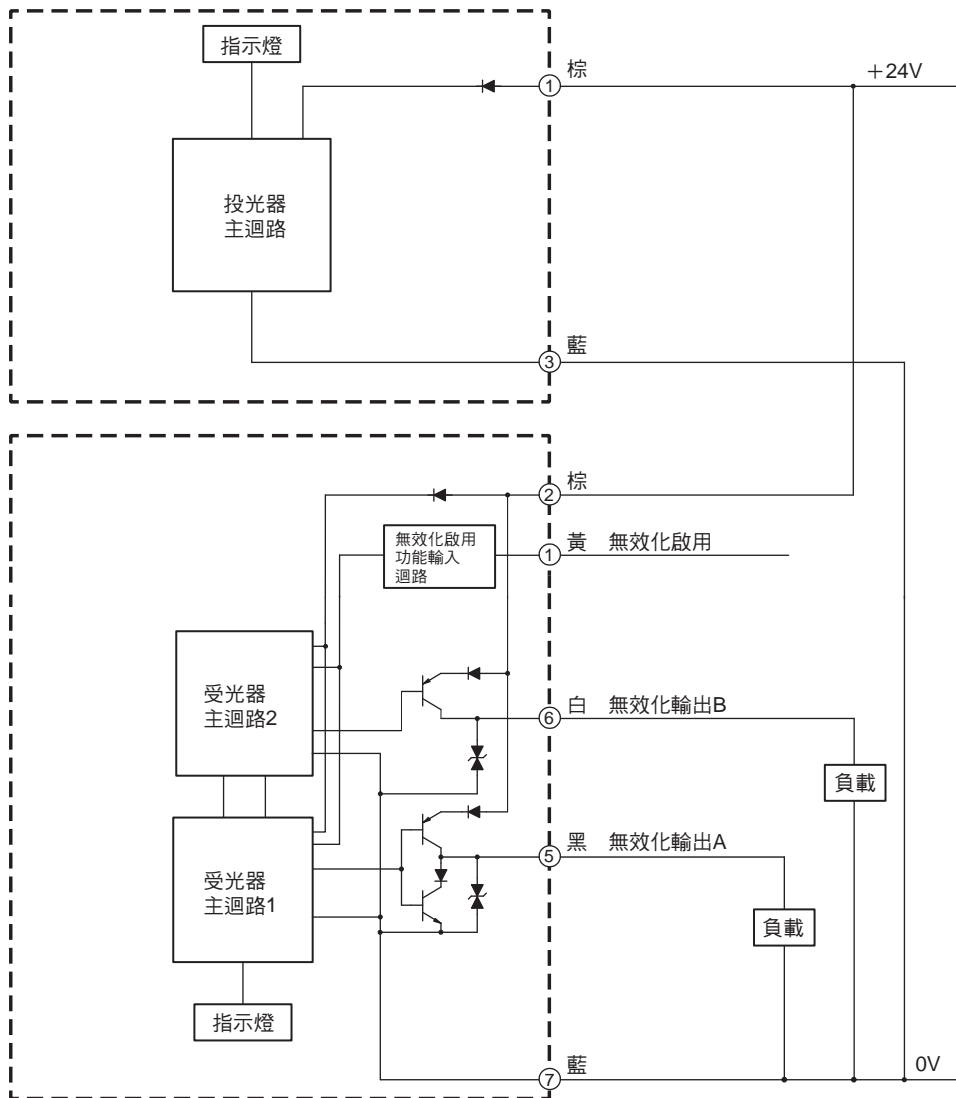 指示燈
① 棕
＋24V
投光器
主迴路
③ 藍
② 棕
無效化啟用
功能輸入
迴路
① 黃 無效化啟用
受光器
主迴路2
⑥ 白 無效化輸出B
負載
受光器
主迴路1
⑤ 黑 無效化輸出A
負載
指示燈
⑦ 藍
0V